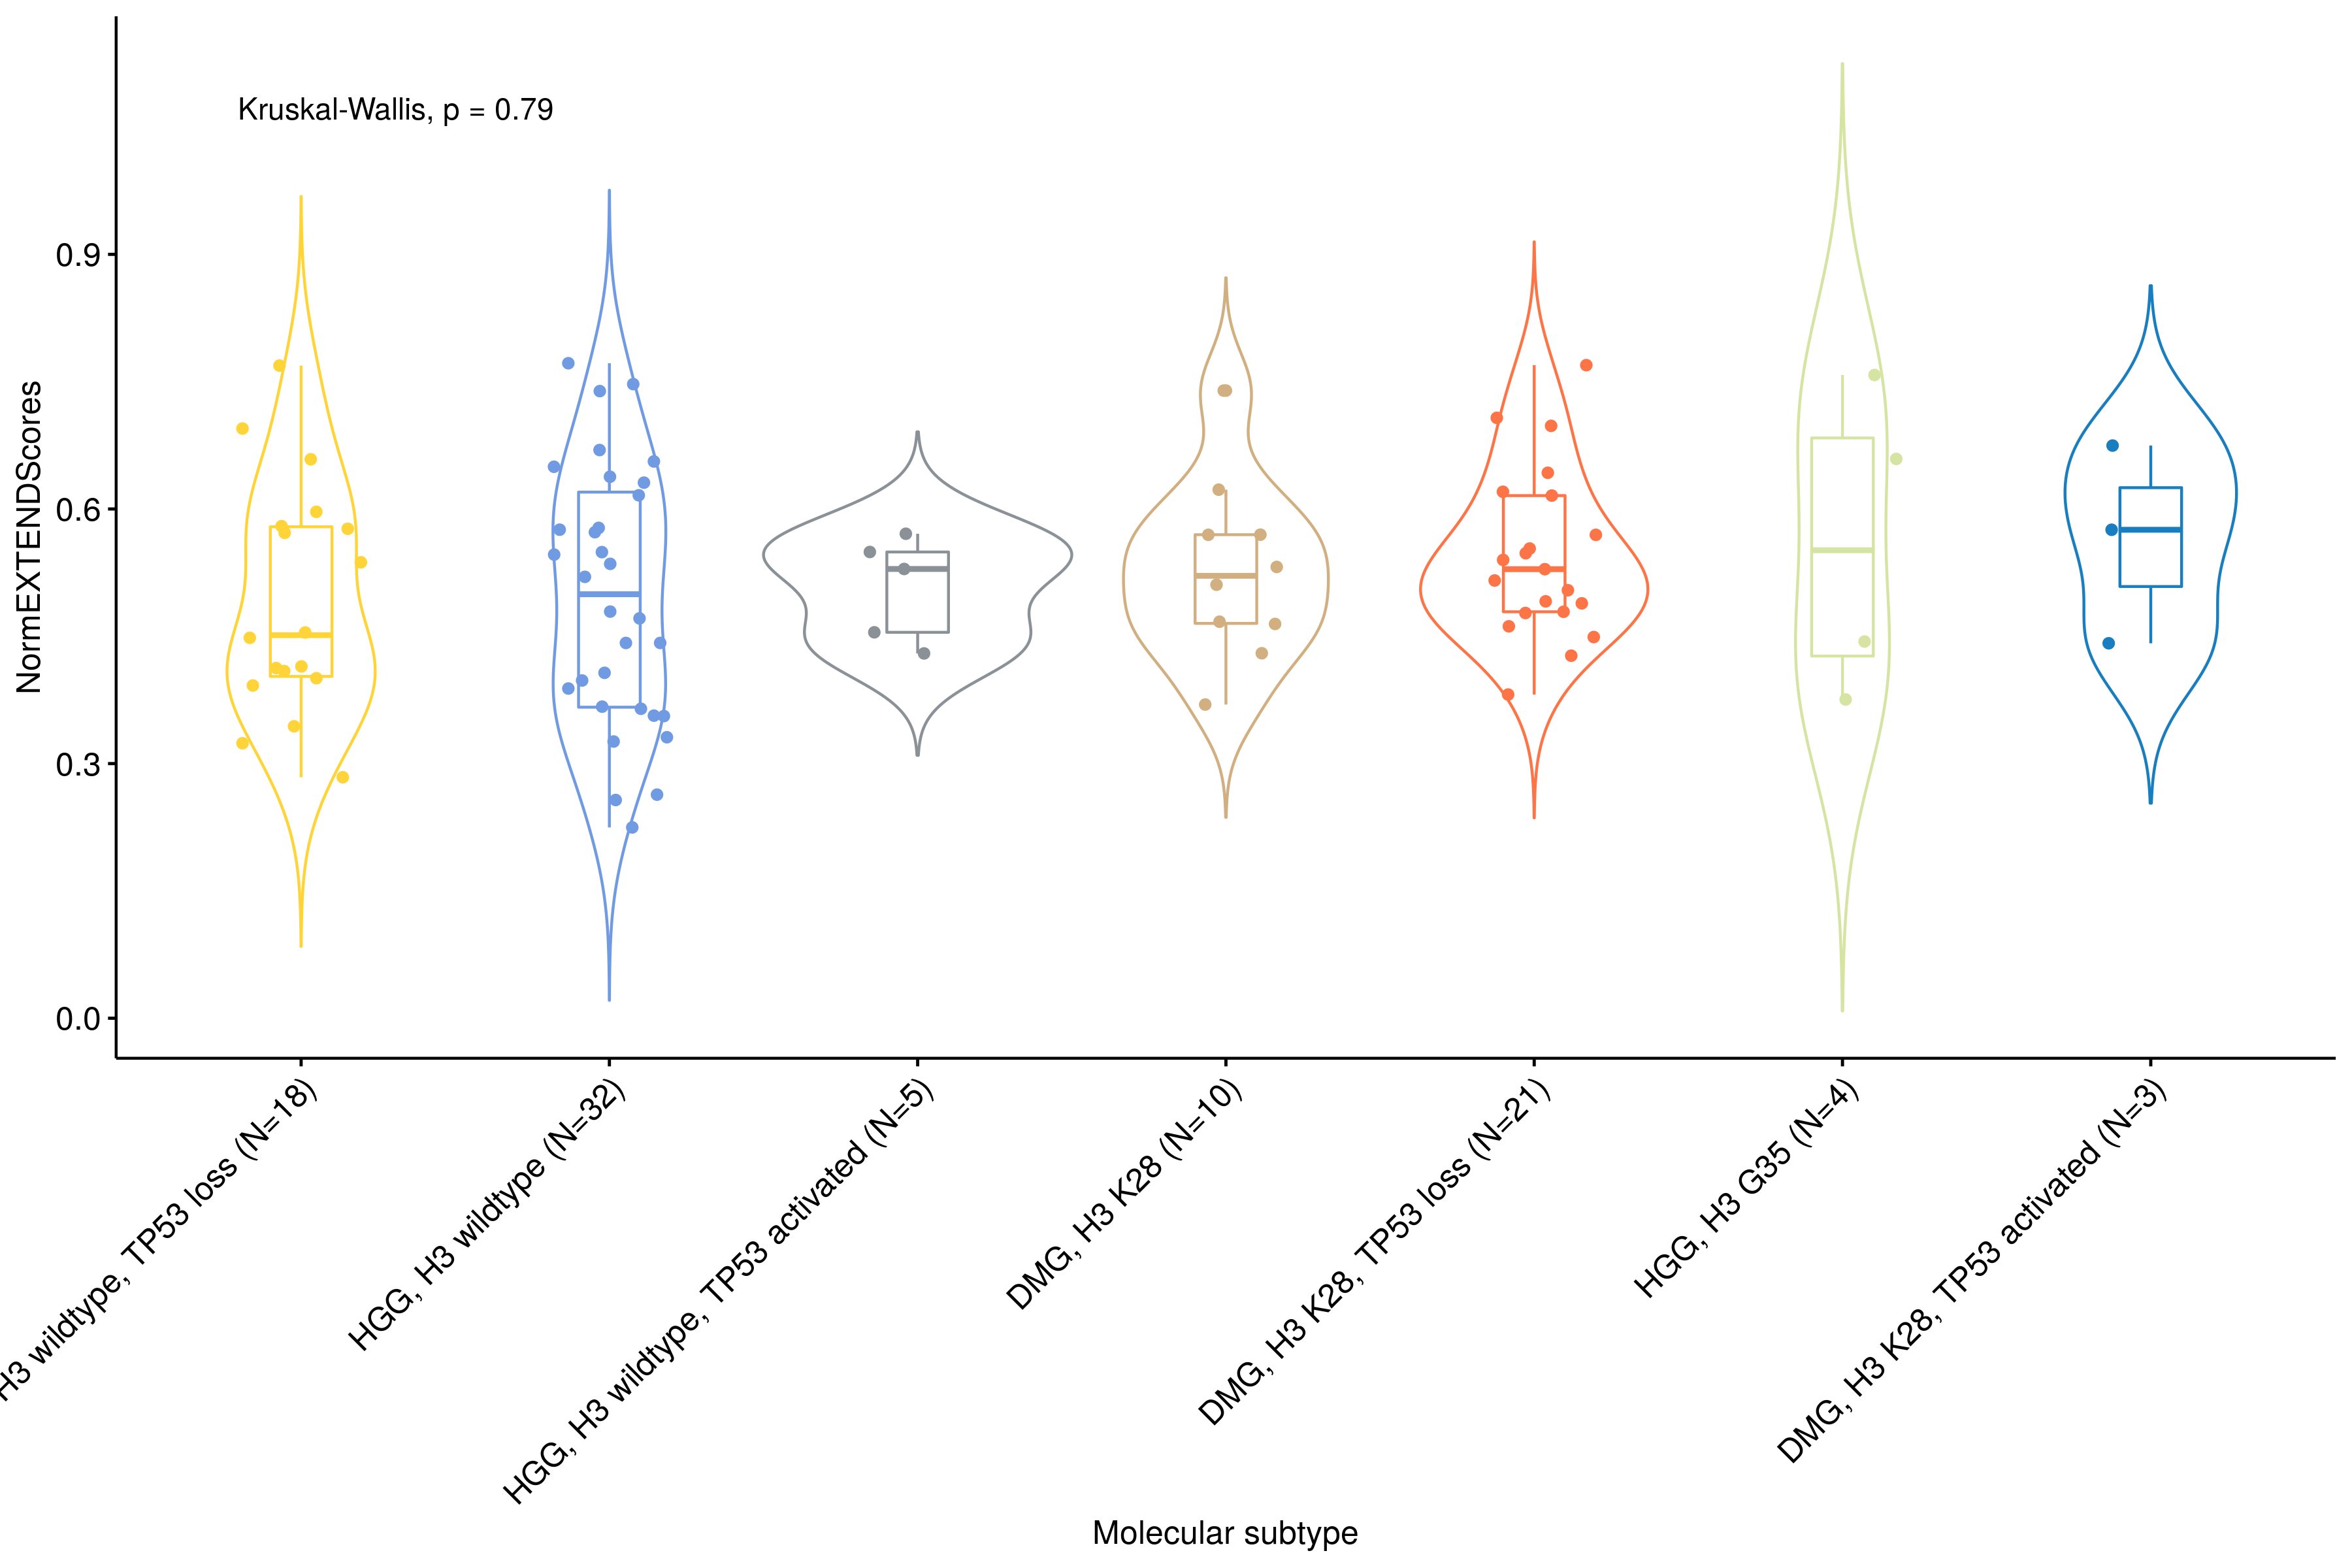 Kruskal-Wallis, p = 0.79
NormEXTENDScores
0.9
0.6
0.3
0.0
H3 wildtype, TP53 loss (N=18)
HGG, H3 wildtype (N=32)
HGG, H3 wildtype, TP53 activated (N=5)
DMG, H3 K28 (N=10)
DMG, H3 K28, TP53 loss (N=21)
HGG, H3 G35 (N=4)
DMG, H3 K28, TP53 activated (N=3)
Molecular subtype